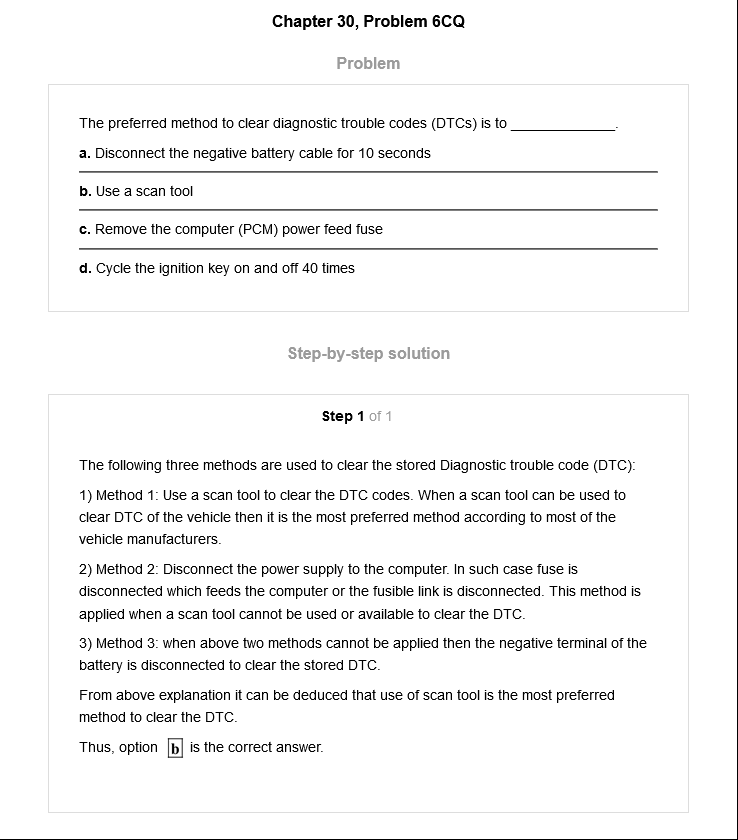 Chapter 30, Problem 6CQ
Problem
The preferred method to clear diagnostic trouble codes (DTCs) is to _____________.
a. Disconnect the negative battery cable for 10 seconds
b. Use a scan tool
c. Remove the computer (PCM) power feed fuse
d. Cycle the ignition key on and off 40 times
Step-by-step solution
Step 1 of 1
The following three methods are used to clear the stored Diagnostic trouble code (DTC):
1) Method 1: Use a scan tool to clear the DTC codes. When a scan tool can be used to
clear DTC of the vehicle then it is the most preferred method according to most of the
vehicle manufacturers.
2) Method 2: Disconnect the power supply to the computer. In such case fuse is
disconnected which feeds the computer or the fusible link is disconnected. This method is
applied when a scan tool cannot be used or available to clear the DTC.
3) Method 3: when above two methods cannot be applied then the negative terminal of the
battery is disconnected to clear the stored DTC.
From above explanation it can be deduced that use of scan tool is the most preferred
method to clear the DTC.
Thus, option b is the correct answer.